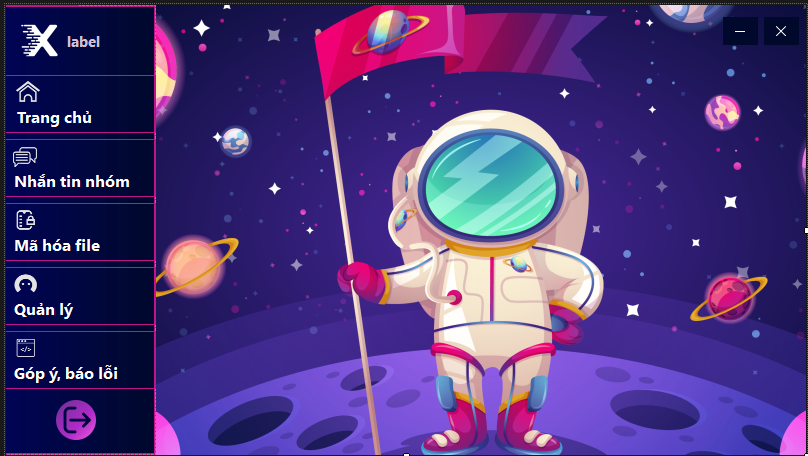 label
Trang chủ
Nhắn tin nhóm
Mã hóa file
Quản lý
Góp ý, báo lỗi